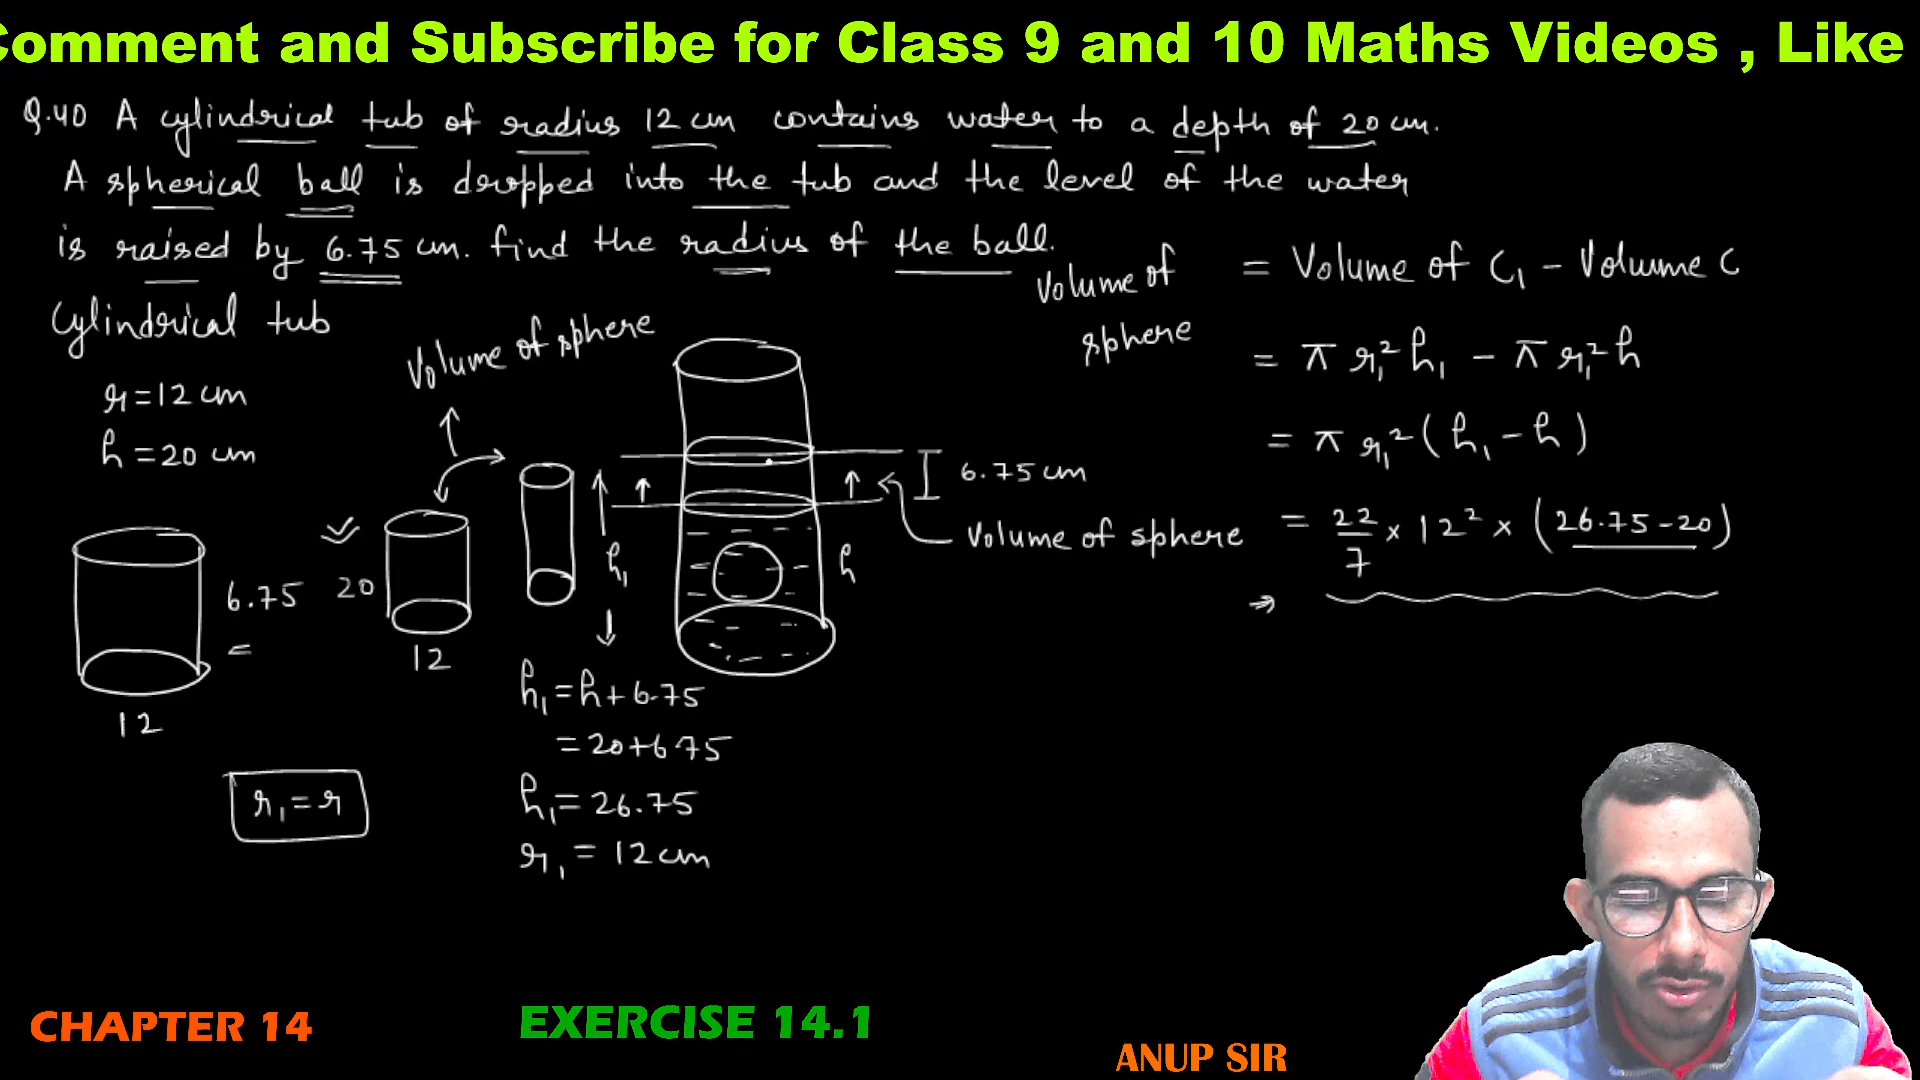 Comment and Subscribe for Class 9 and 10 Maths Videos , Like
Q.40 A cylindrical tub of radius 12 cm contains water to a depth of 20 cm.
A spherical ball is dropped into the tub and the level of the water
is raised by 6.75 cm. find the radius of the ball.
Cylindrical tub
r = 12 cm
h = 20 cm
Volume of sphere
6.75
=
12
20
12
h₁
h
6.75 cm
Volume of sphere
h₁ = h + 6.75
= 20 + 6.75
h₁ = 26.75
r₁ = 12 cm
r₁ = r
Volume of sphere = Volume of C₁ - Volume C
= π r₁² h₁ - π r₁² h
= π r₁² ( h₁ - h )
= 22/7 × 12² × ( 26.75 - 20 )
⇒
CHAPTER 14
EXERCISE 14.1
ANUP SIR